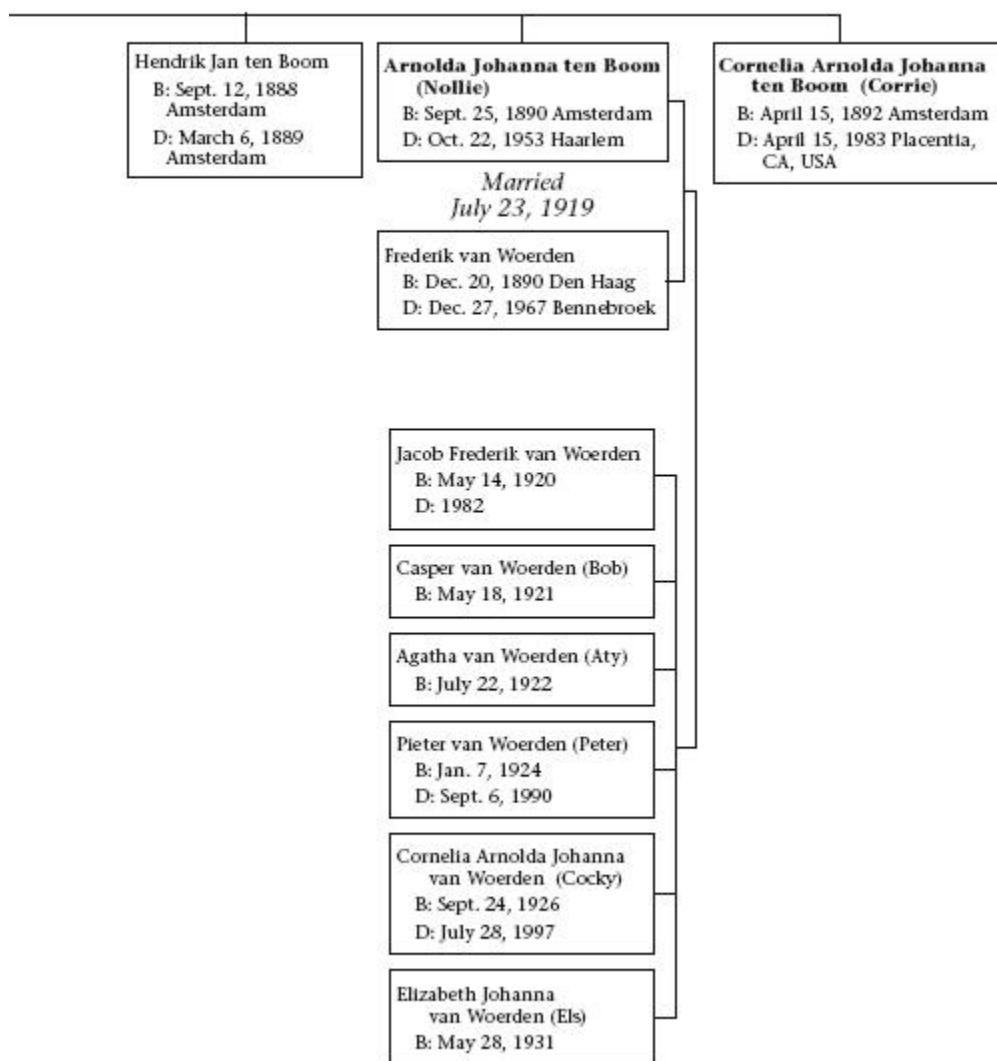 Hendrik Jan ten Boom
B: Sept. 12, 1888
Amsterdam
D: March 6, 1889
Amsterdam
Arnolda Johanna ten Boom
(Nollie)
B: Sept. 25, 1890 Amsterdam
D: Oct. 22, 1953 Haarlem
Cornelia Arnolda Johanna
ten Boom (Corrie)
B: April 15, 1892 Amsterdam
D: April 15, 1983 Placentia,
CA, USA
Married
July 23, 1919
Frederik van Woerden
B: Dec. 20, 1890 Den Haag
D: Dec. 27, 1967 Bennebroek
Jacob Frederik van Woerden
B: May 14, 1920
D: 1982
Casper van Woerden (Bob)
B: May 18, 1921
Agatha van Woerden (Aty)
B: July 22, 1922
Pieter van Woerden (Peter)
B: Jan. 7, 1924
D: Sept. 6, 1990
Cornelia Arnolda Johanna
van Woerden (Cocky)
B: Sept. 24, 1926
D: July 28, 1997
Elizabeth Johanna
van Woerden (Els)
B: May 28, 1931